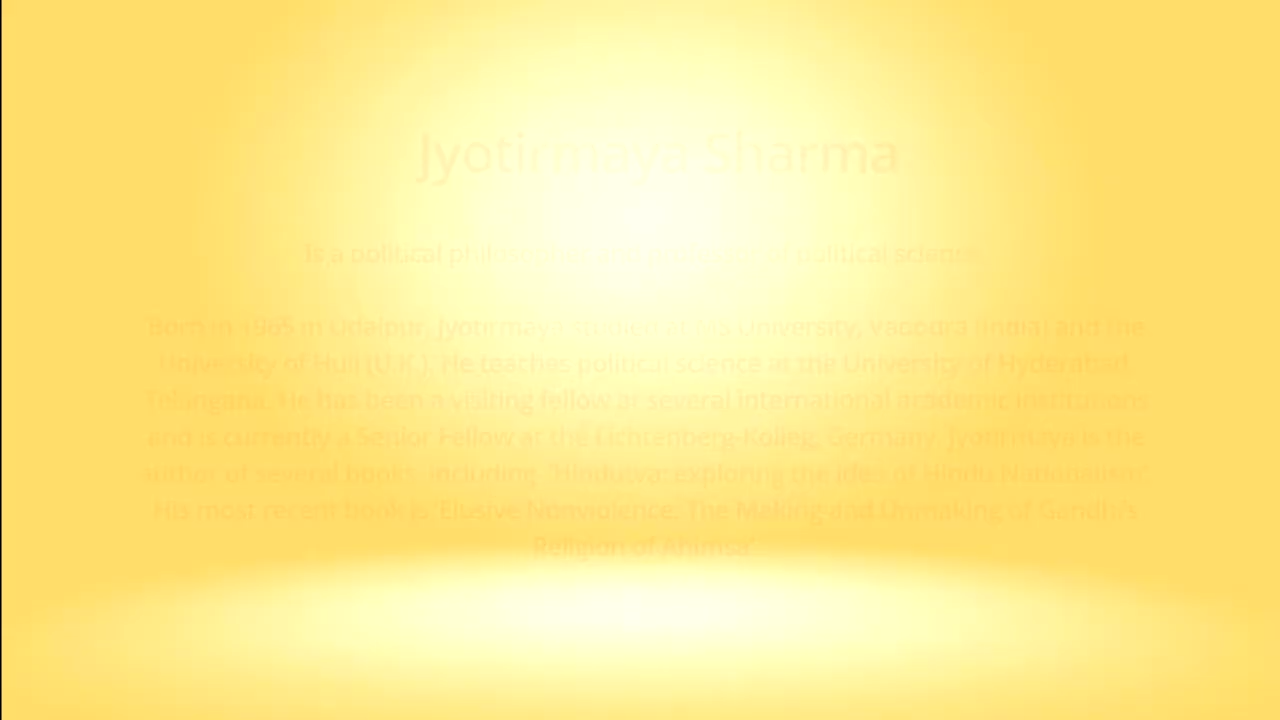 Jyotirmaya Sharma
Is a political political science
Born in 1965 in Udaipur, Jyotirmaya studied at MS University, Vadodra (India) and the
University of Hull (U.K.). He teaches political science at the University of Hyderabad,
Telangana. He has been a visiting fellow at several international academic institutions
and is currently a Senior Fellow at the Lichtenberg-Kolleg, Germany. Jyotirmaya is the
author of several books, including, 'Hindutva: exploring the idea of Hindu Nationalism'
His most recent book is 'Elusive Nonviolence: The Making and Unmaking of Gandhi's
Religion of Ahimsa'